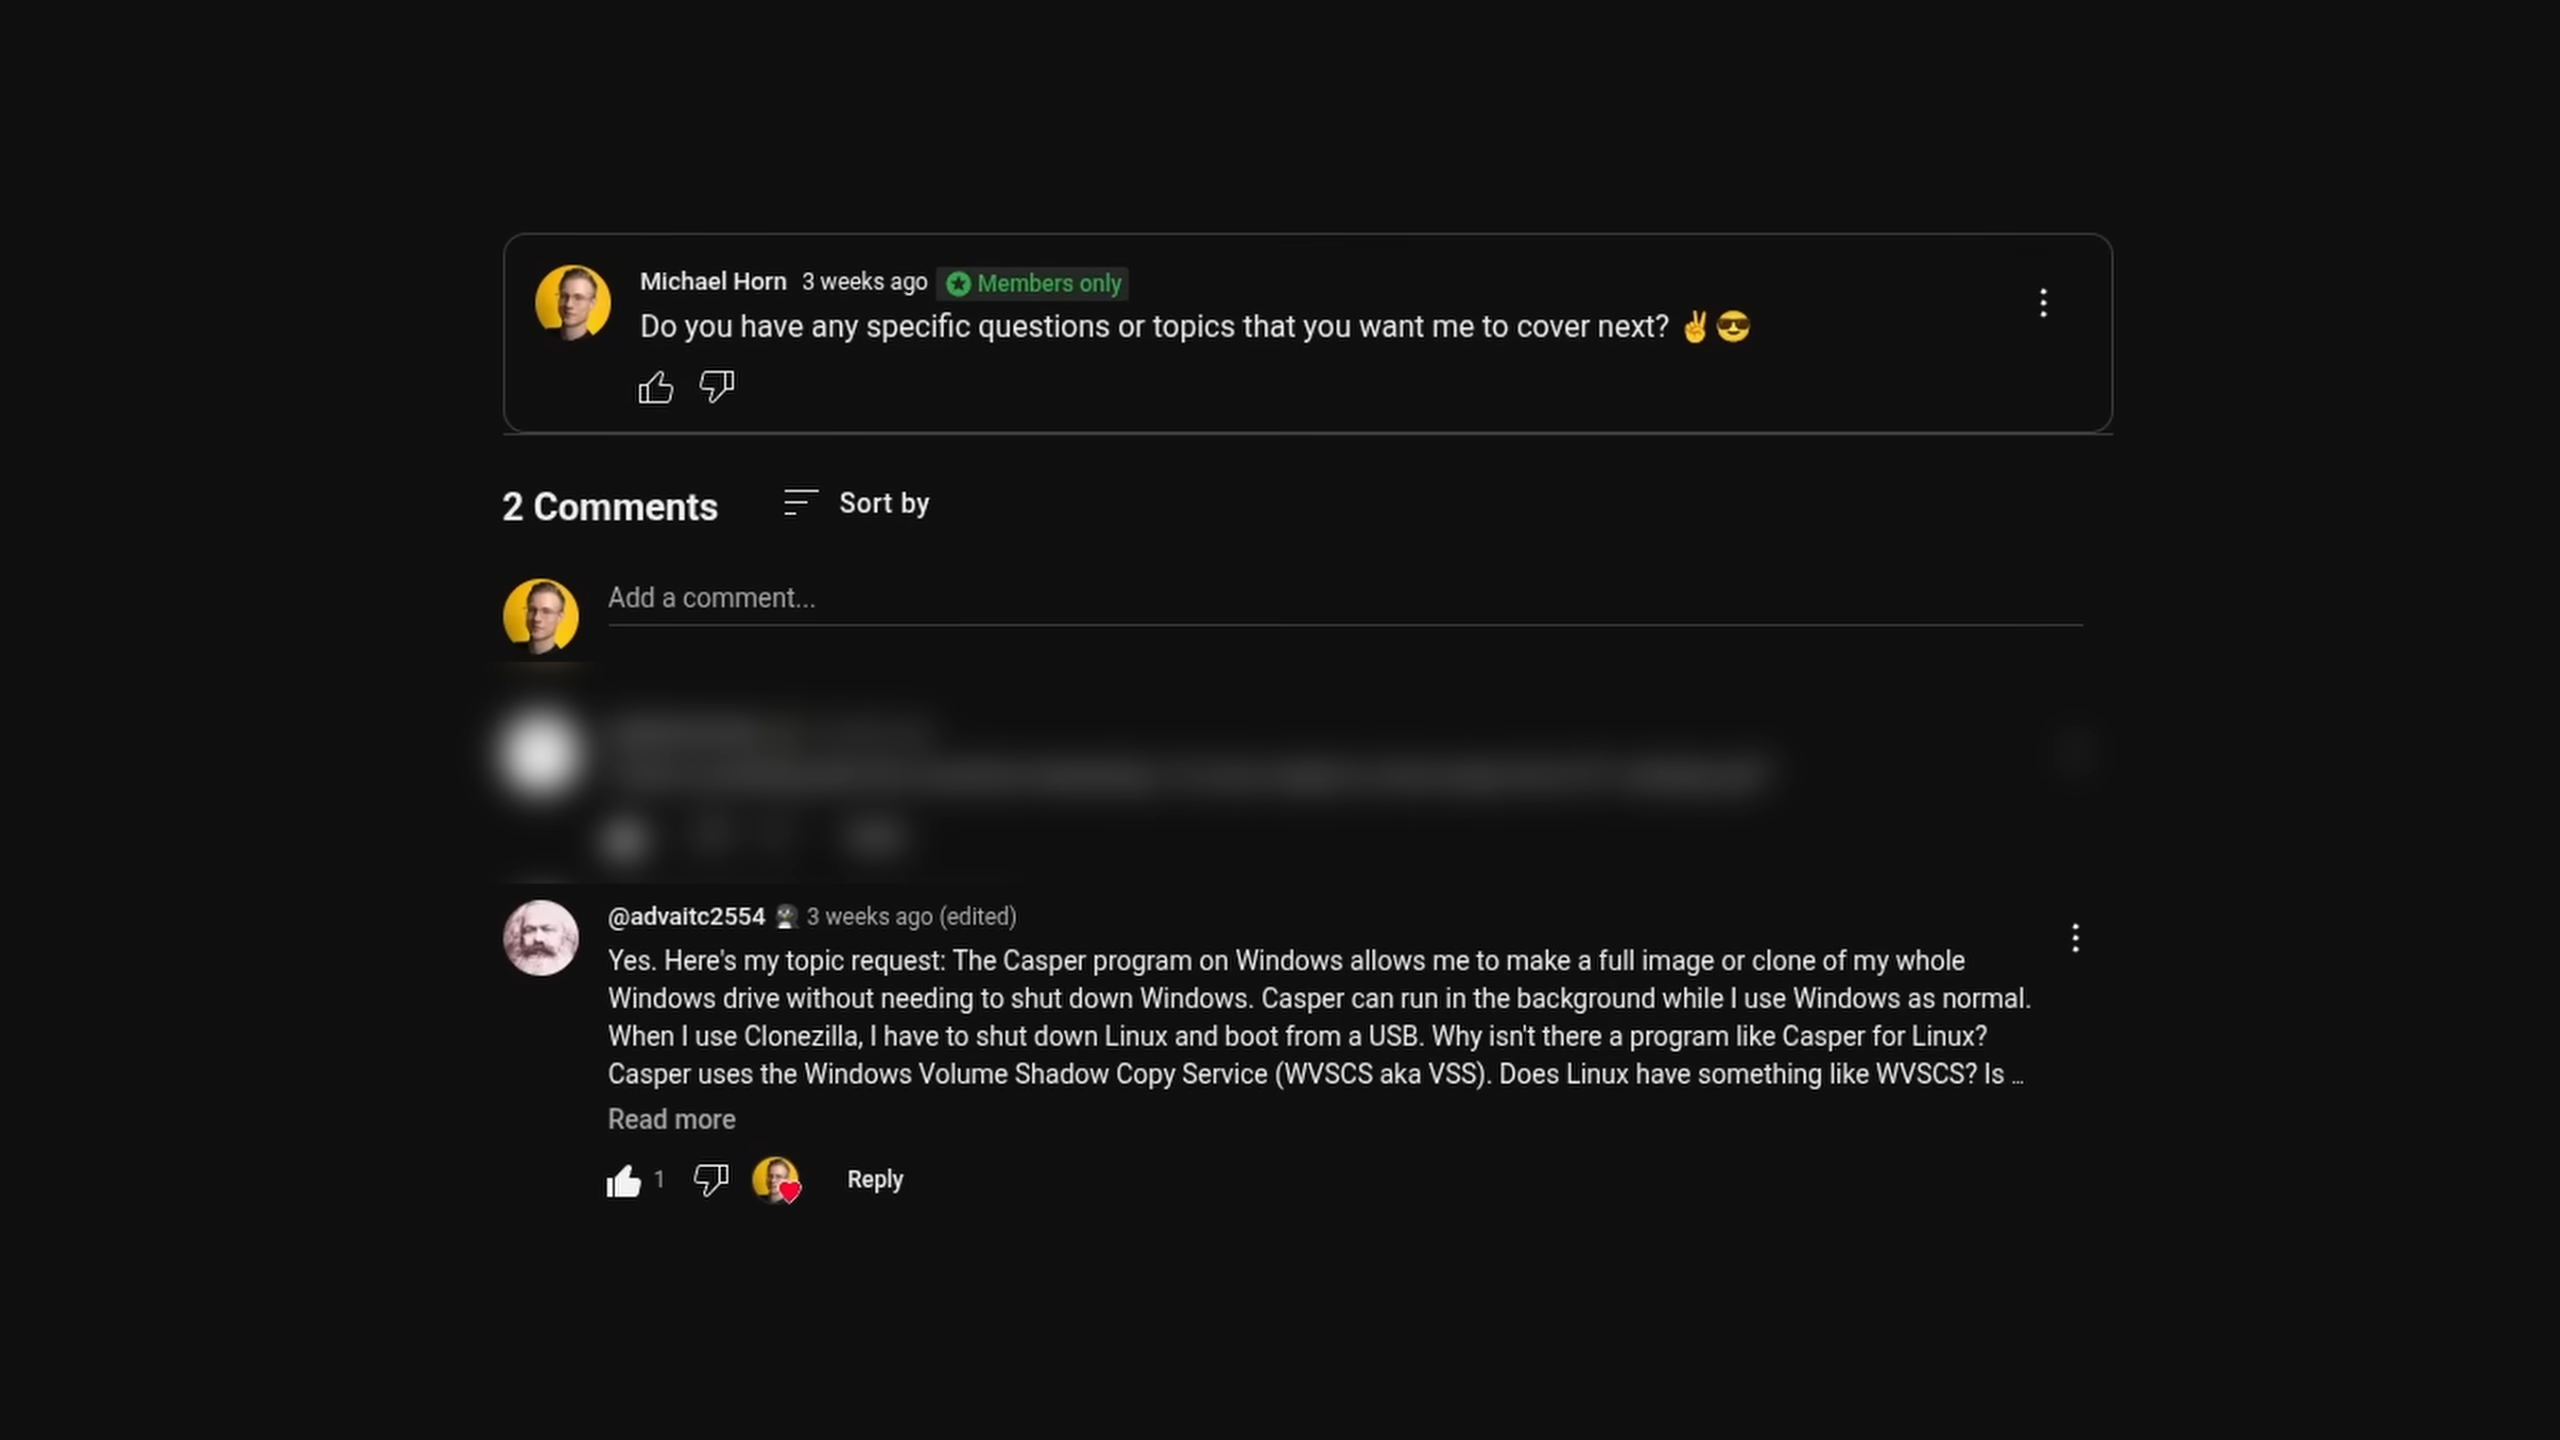 Michael Horn 3 weeks ago Members only
Do you have any specific questions or topics that you want me to cover next? ✌️😎
2 Comments Sort by
Add a comment...
@advaitc2554 3 weeks ago (edited)
Yes. Here's my topic request: The Casper program on Windows allows me to make a full image or clone of my whole
Windows drive without needing to shut down Windows. Casper can run in the background while I use Windows as normal.
When I use Clonezilla, I have to shut down Linux and boot from a USB. Why isn't there a program like Casper for Linux?
Casper uses the Windows Volume Shadow Copy Service (WVSCS aka VSS). Does Linux have something like WVSCS? Is ...
Read more
1 Reply